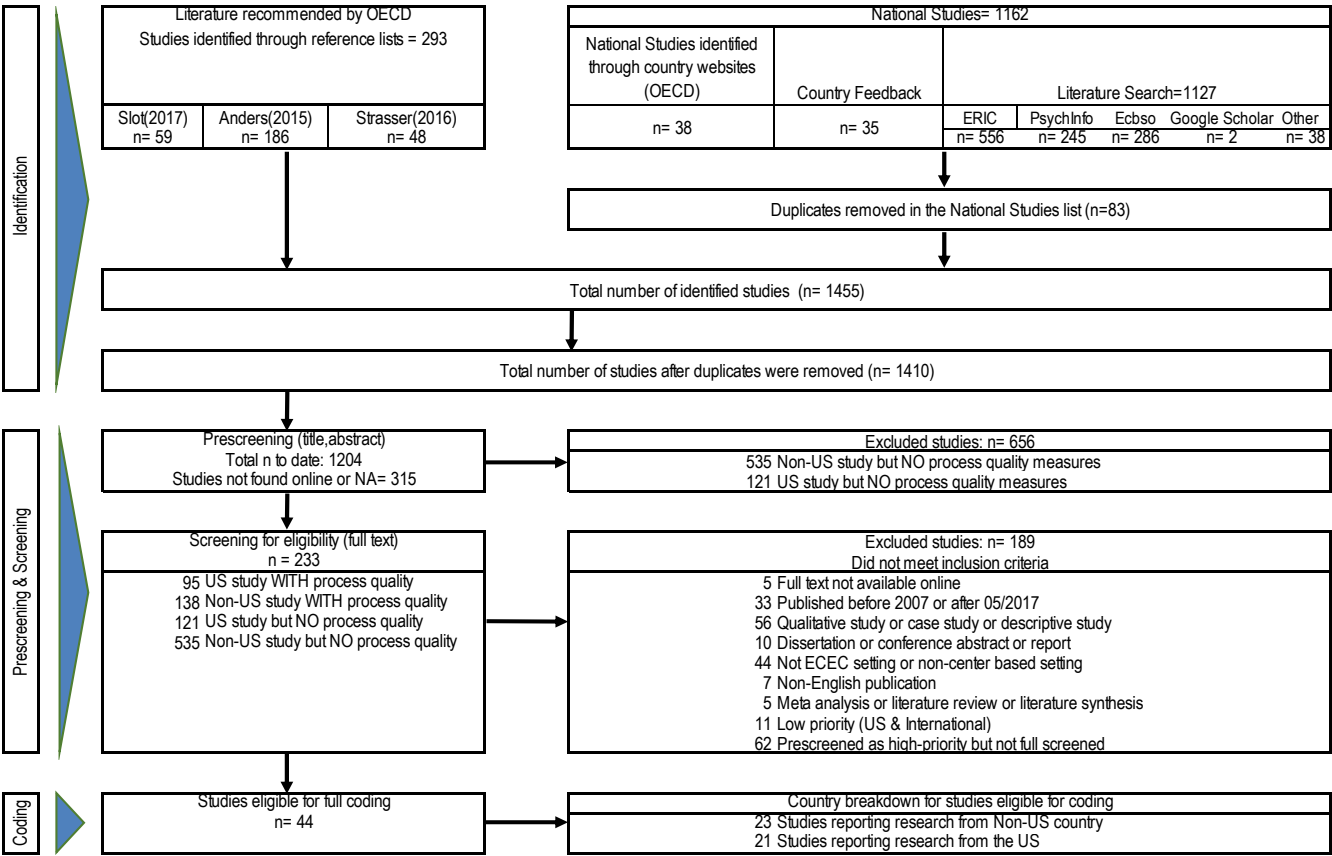 Identification
Literature recommended by OECD
Studies identified through reference lists = 293
Slot(2017)
n= 59
Anders(2015)
n= 186
Strasser(2016)
n= 48
National Studies= 1162
National Studies identified
through country websites
(OECD)
n= 38
Country Feedback
n= 35
Literature Search=1127
ERIC
n= 556
PsychInfo
n= 245
Ecbso
n= 286
Google Scholar
n= 2
Other
n= 38
Duplicates removed in the National Studies list (n=83)
Total number of identified studies (n= 1455)
Total number of studies after duplicates were removed (n= 1410)
Prescreening & Screening
Prescreening (title,abstract)
Total n to date: 1204
Studies not found online or NA= 315
Excluded studies: n= 656
535 Non-US study but NO process quality measures
121 US study but NO process quality measures
Screening for eligibility (full text)
n = 233
95 US study WITH process quality
138 Non-US study WITH process quality
121 US study but NO process quality
535 Non-US study but NO process quality
Excluded studies: n= 189
Did not meet inclusion criteria
5 Full text not available online
33 Published before 2007 or after 05/2017
56 Qualitative study or case study or descriptive study
10 Dissertation or conference abstract or report
44 Not ECEC setting or non-center based setting
7 Non-English publication
5 Meta analysis or literature review or literature synthesis
11 Low priority (US & International)
62 Prescreened as high-priority but not full screened
Coding
Studies eligible for full coding
n= 44
Country breakdown for studies eligible for coding
23 Studies reporting research from Non-US country
21 Studies reporting research from the US